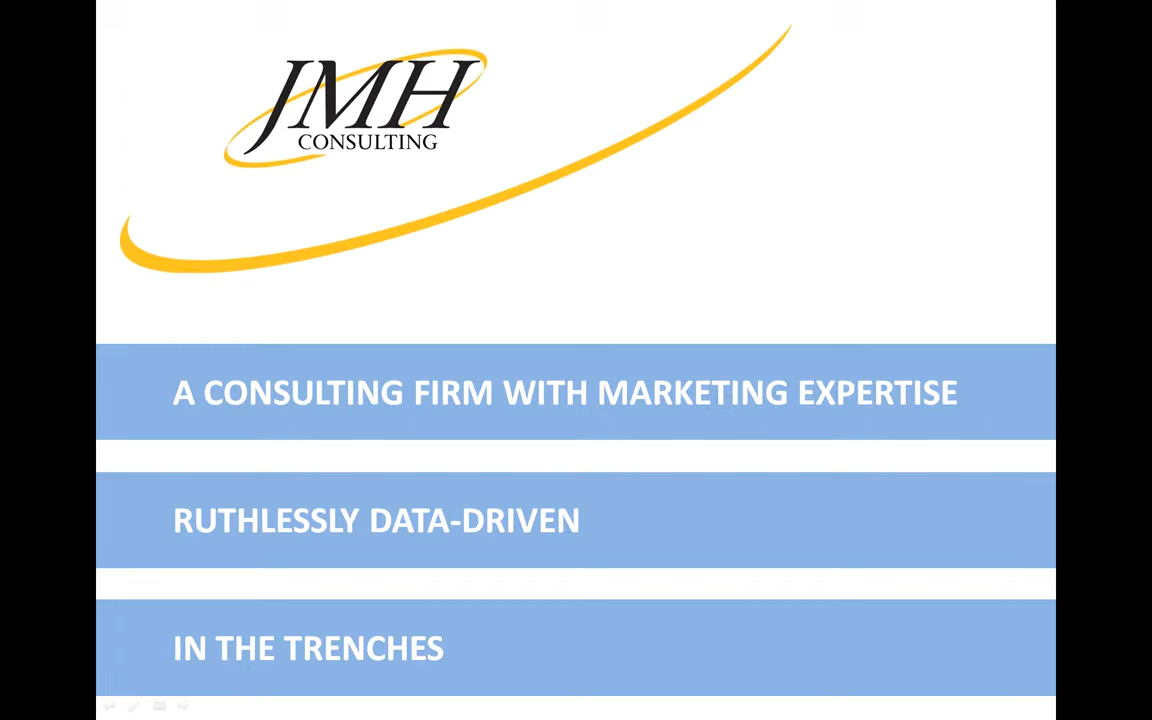 JMH
CONSULTING
A CONSULTING FIRM WITH MARKETING EXPERTISE
RUTHLESSLY DATA-DRIVEN
IN THE TRENCHES